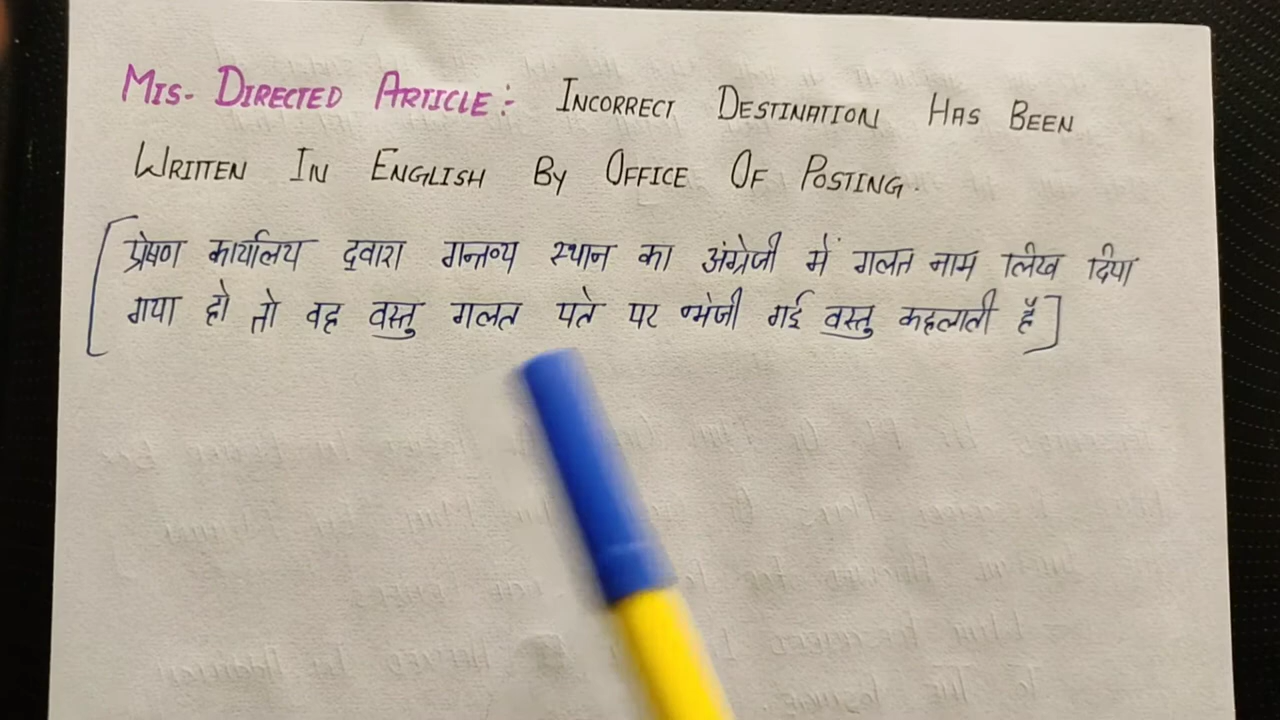 MIS-DIRECTED ARTICLE:- INCORRECT DESTINATION HAS BEEN
WRITTEN IN ENGLISH BY OFFICE OF POSTING.
[प्रेषण कार्यालय द्वारा गन्तव्य स्थान का अंग्रेजी में गलत नाम लिख दिया
गया हो तो वह वस्तु गलत पते पर भेजी गई वस्तु कहलाती है]